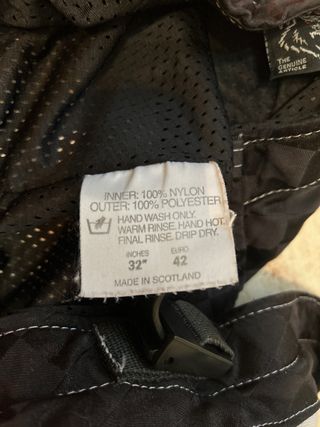 THE
GENUINE
ARTICLE
INNER: 100% NYLON
OUTER: 100% POLYESTER
HAND WASH ONLY.
WARM RINSE. HAND HOT.
FINAL RINSE. DRIP DRY.
INCHES EURO
32" 42
MADE IN SCOTLAND